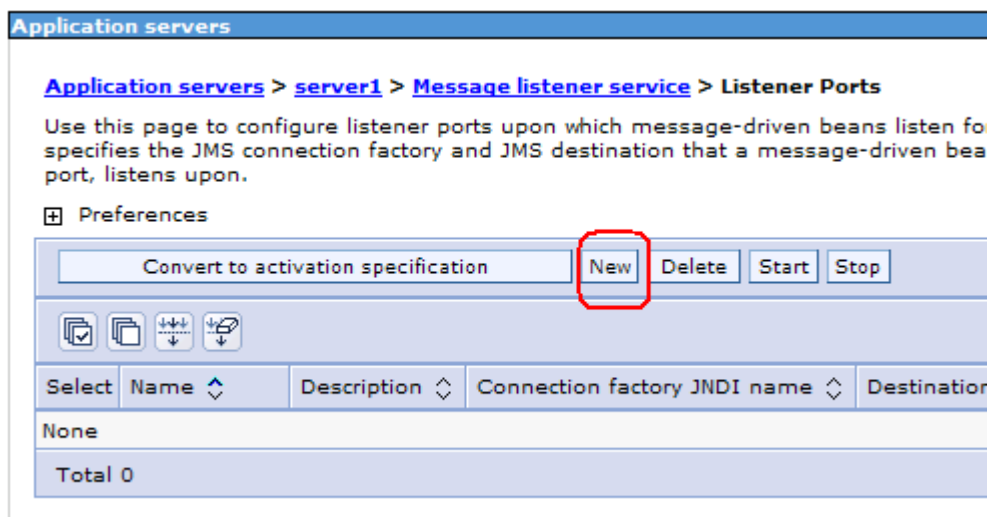 Application servers
Application servers > server1 > Message listener service > Listener Ports
Use this page to configure listener ports upon which message-driven beans listen fo
specifies the JMS connection factory and JMS destination that a message-driven bea
port, listens upon.
Preferences
Convert to activation specification New Delete Start Stop
Select Name Description Connection factory JNDI name Destination
None
Total 0